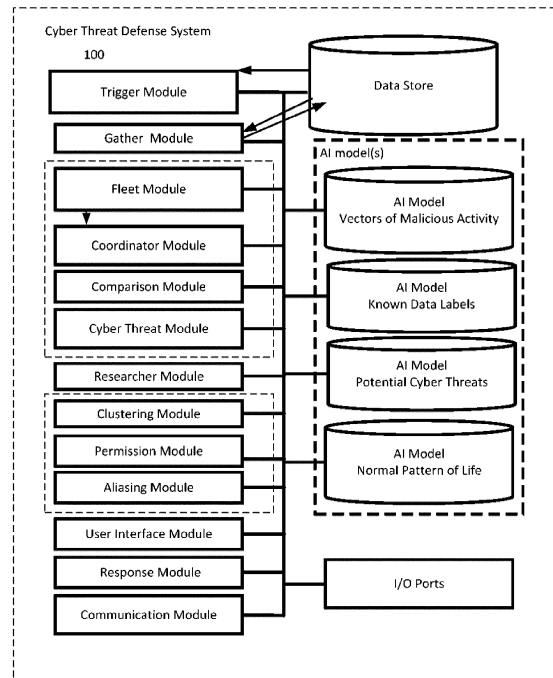 Cyber Threat Defense System
100
Trigger Module
Gather Module
Fleet Module
Coordinator Module
Comparison Module
Cyber Threat Module
Researcher Module
Clustering Module
Permission Module
Aliasing Module
User Interface Module
Response Module
Communication Module
Data Store
AI model(s)
AI Model
Vectors of Malicious Activity
AI Model
Known Data Labels
AI Model
Potential Cyber Threats
AI Model
Normal Pattern of Life
I/O Ports